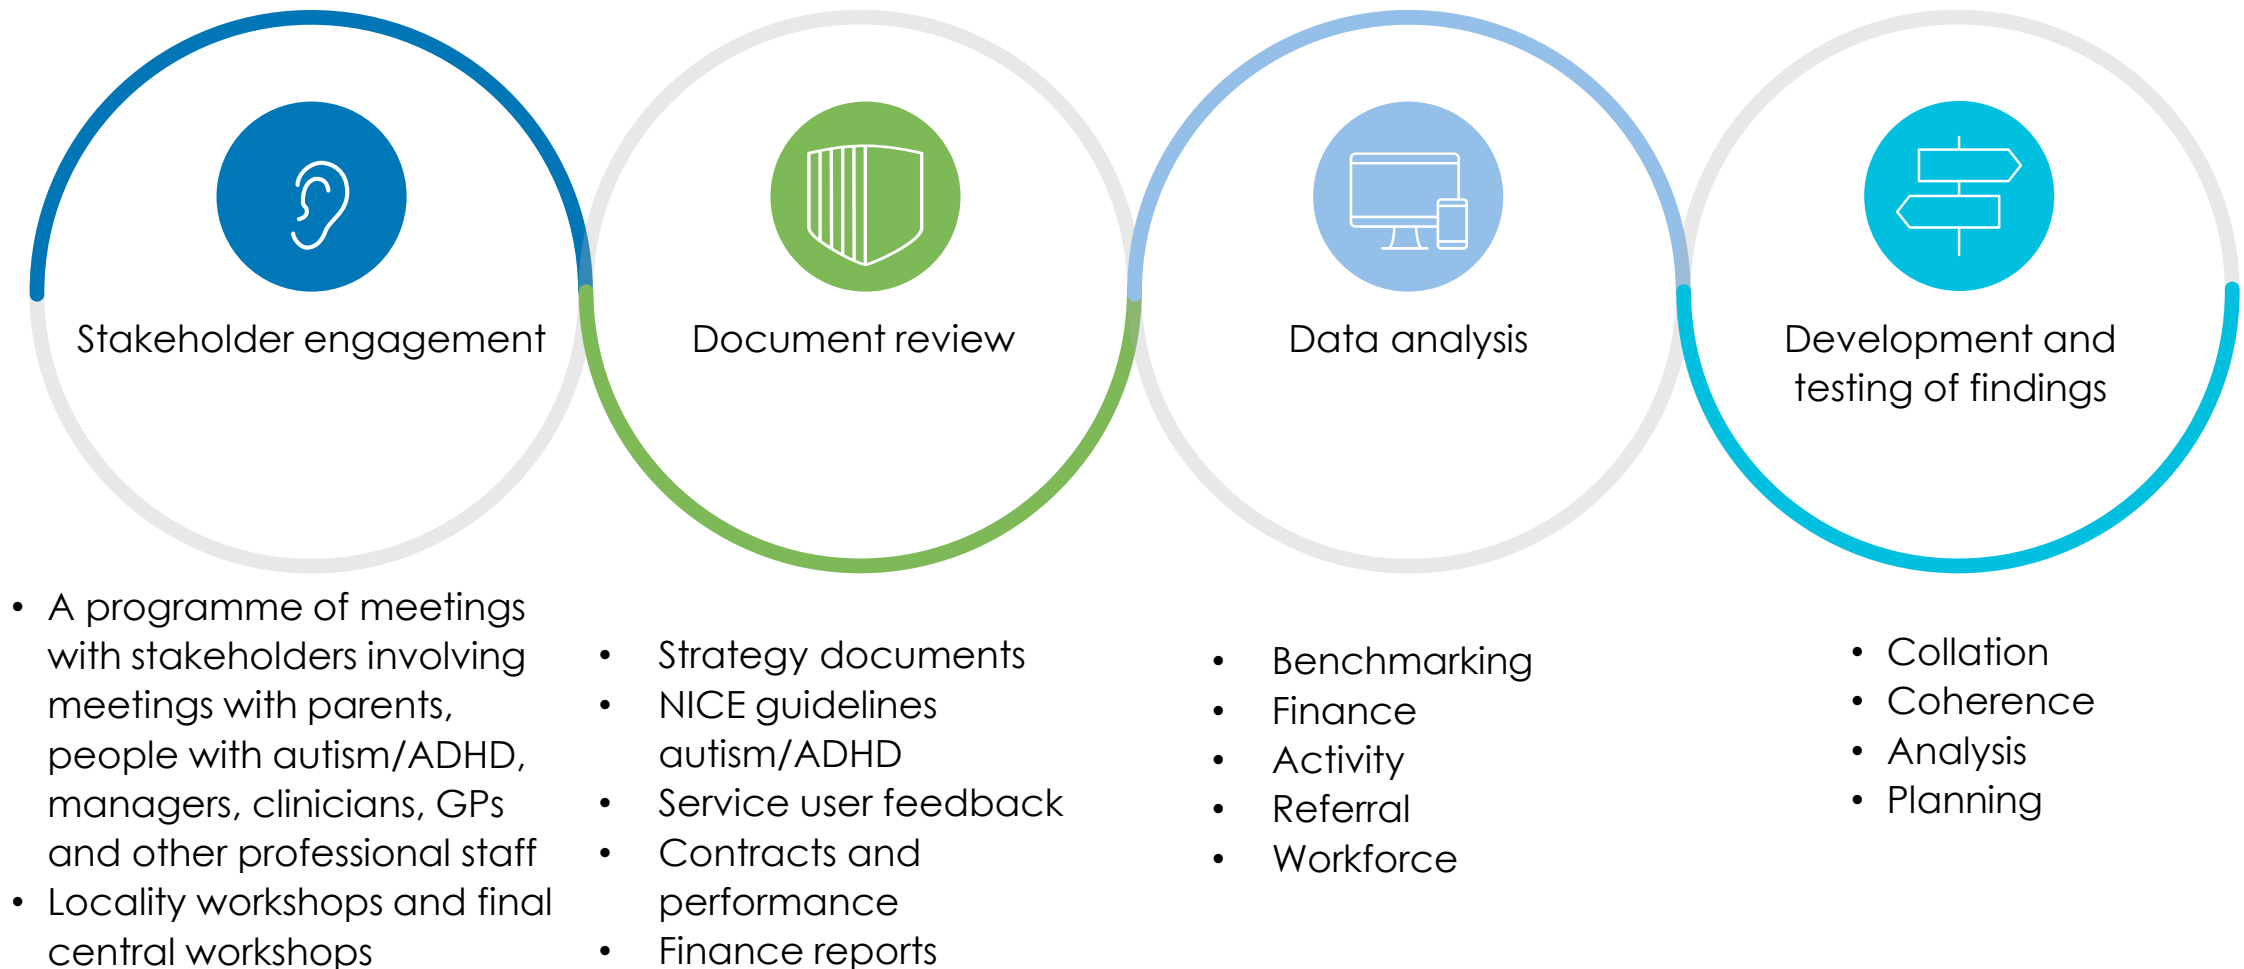 Stakeholder engagement
• A programme of meetings
with stakeholders involving
meetings with parents,
people with autism/ADHD,
managers, clinicians, GPs
and other professional staff
• Locality workshops and final
central workshops
Document review
• Strategy documents
• NICE guidelines
autism/ADHD
• Service user feedback
• Contracts and
performance
• Finance reports
Data analysis
• Benchmarking
• Finance
• Activity
• Referral
• Workforce
Development and
testing of findings
• Collation
• Coherence
• Analysis
• Planning